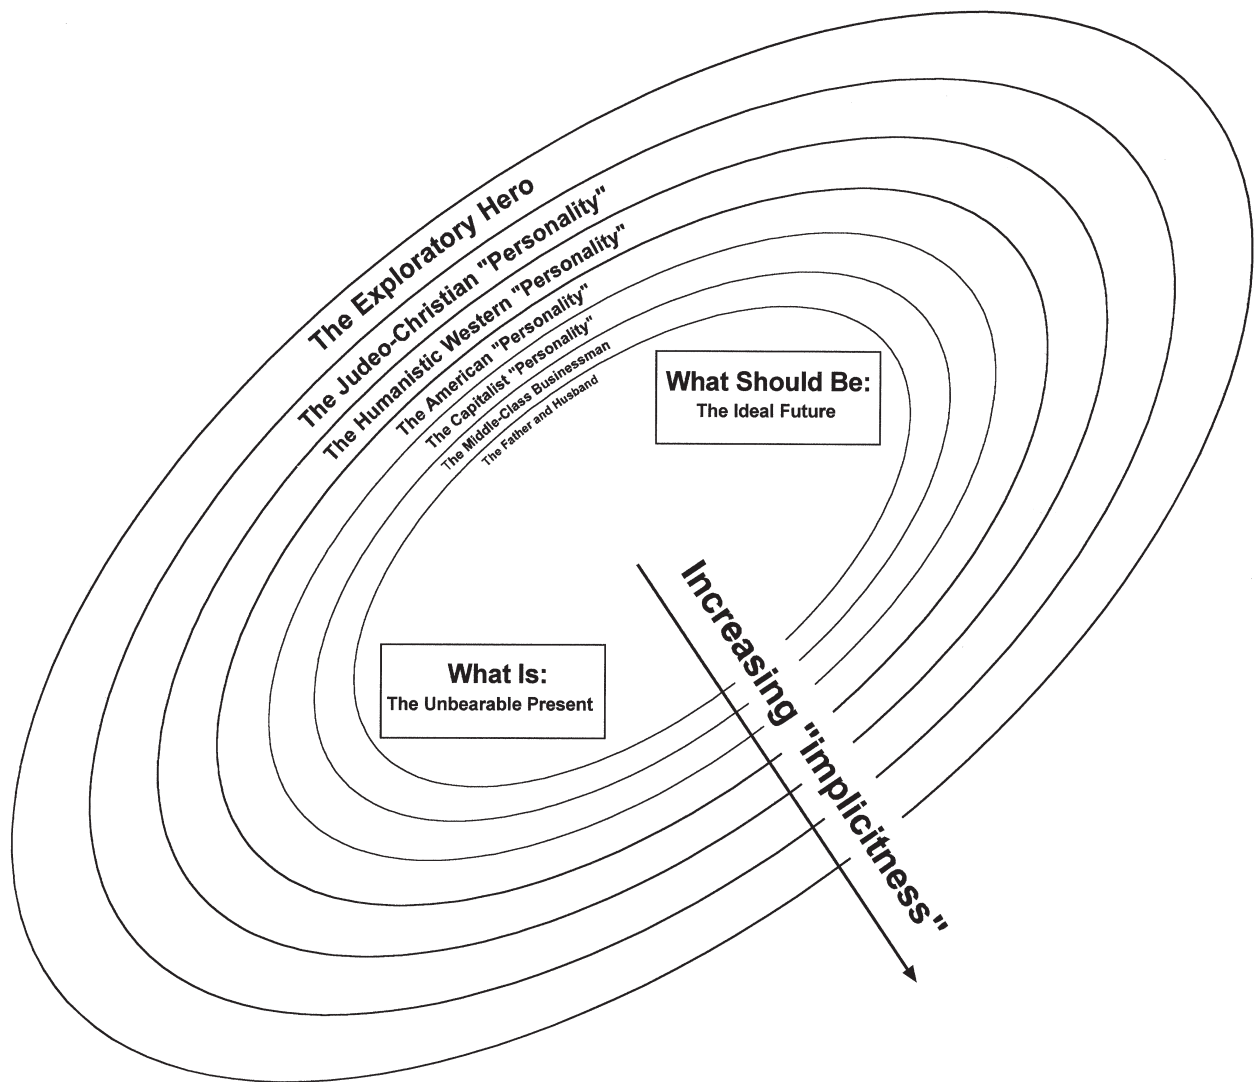 The Exploratory Hero
The Judeo-Christian "Personality"
The Humanistic Western "Personality"
The American "Personality"
The Capitalist "Personality"
The Middle-Class Businessman
The Father and Husband
What Should Be:
The Ideal Future
What Is:
The Unbearable Present
Increasing "implicitness"